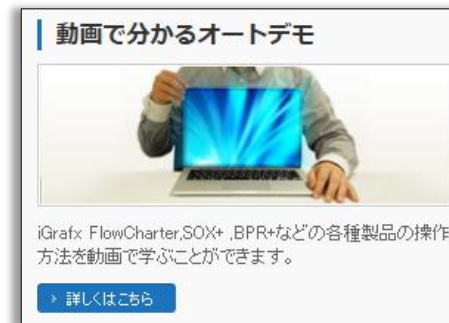 動画で分かるオートデモ
iGrafx FlowCharter,SOX+ ,BPR+などの各種製品の操作
方法を動画で学ぶことができます。
› 詳しくはこちら